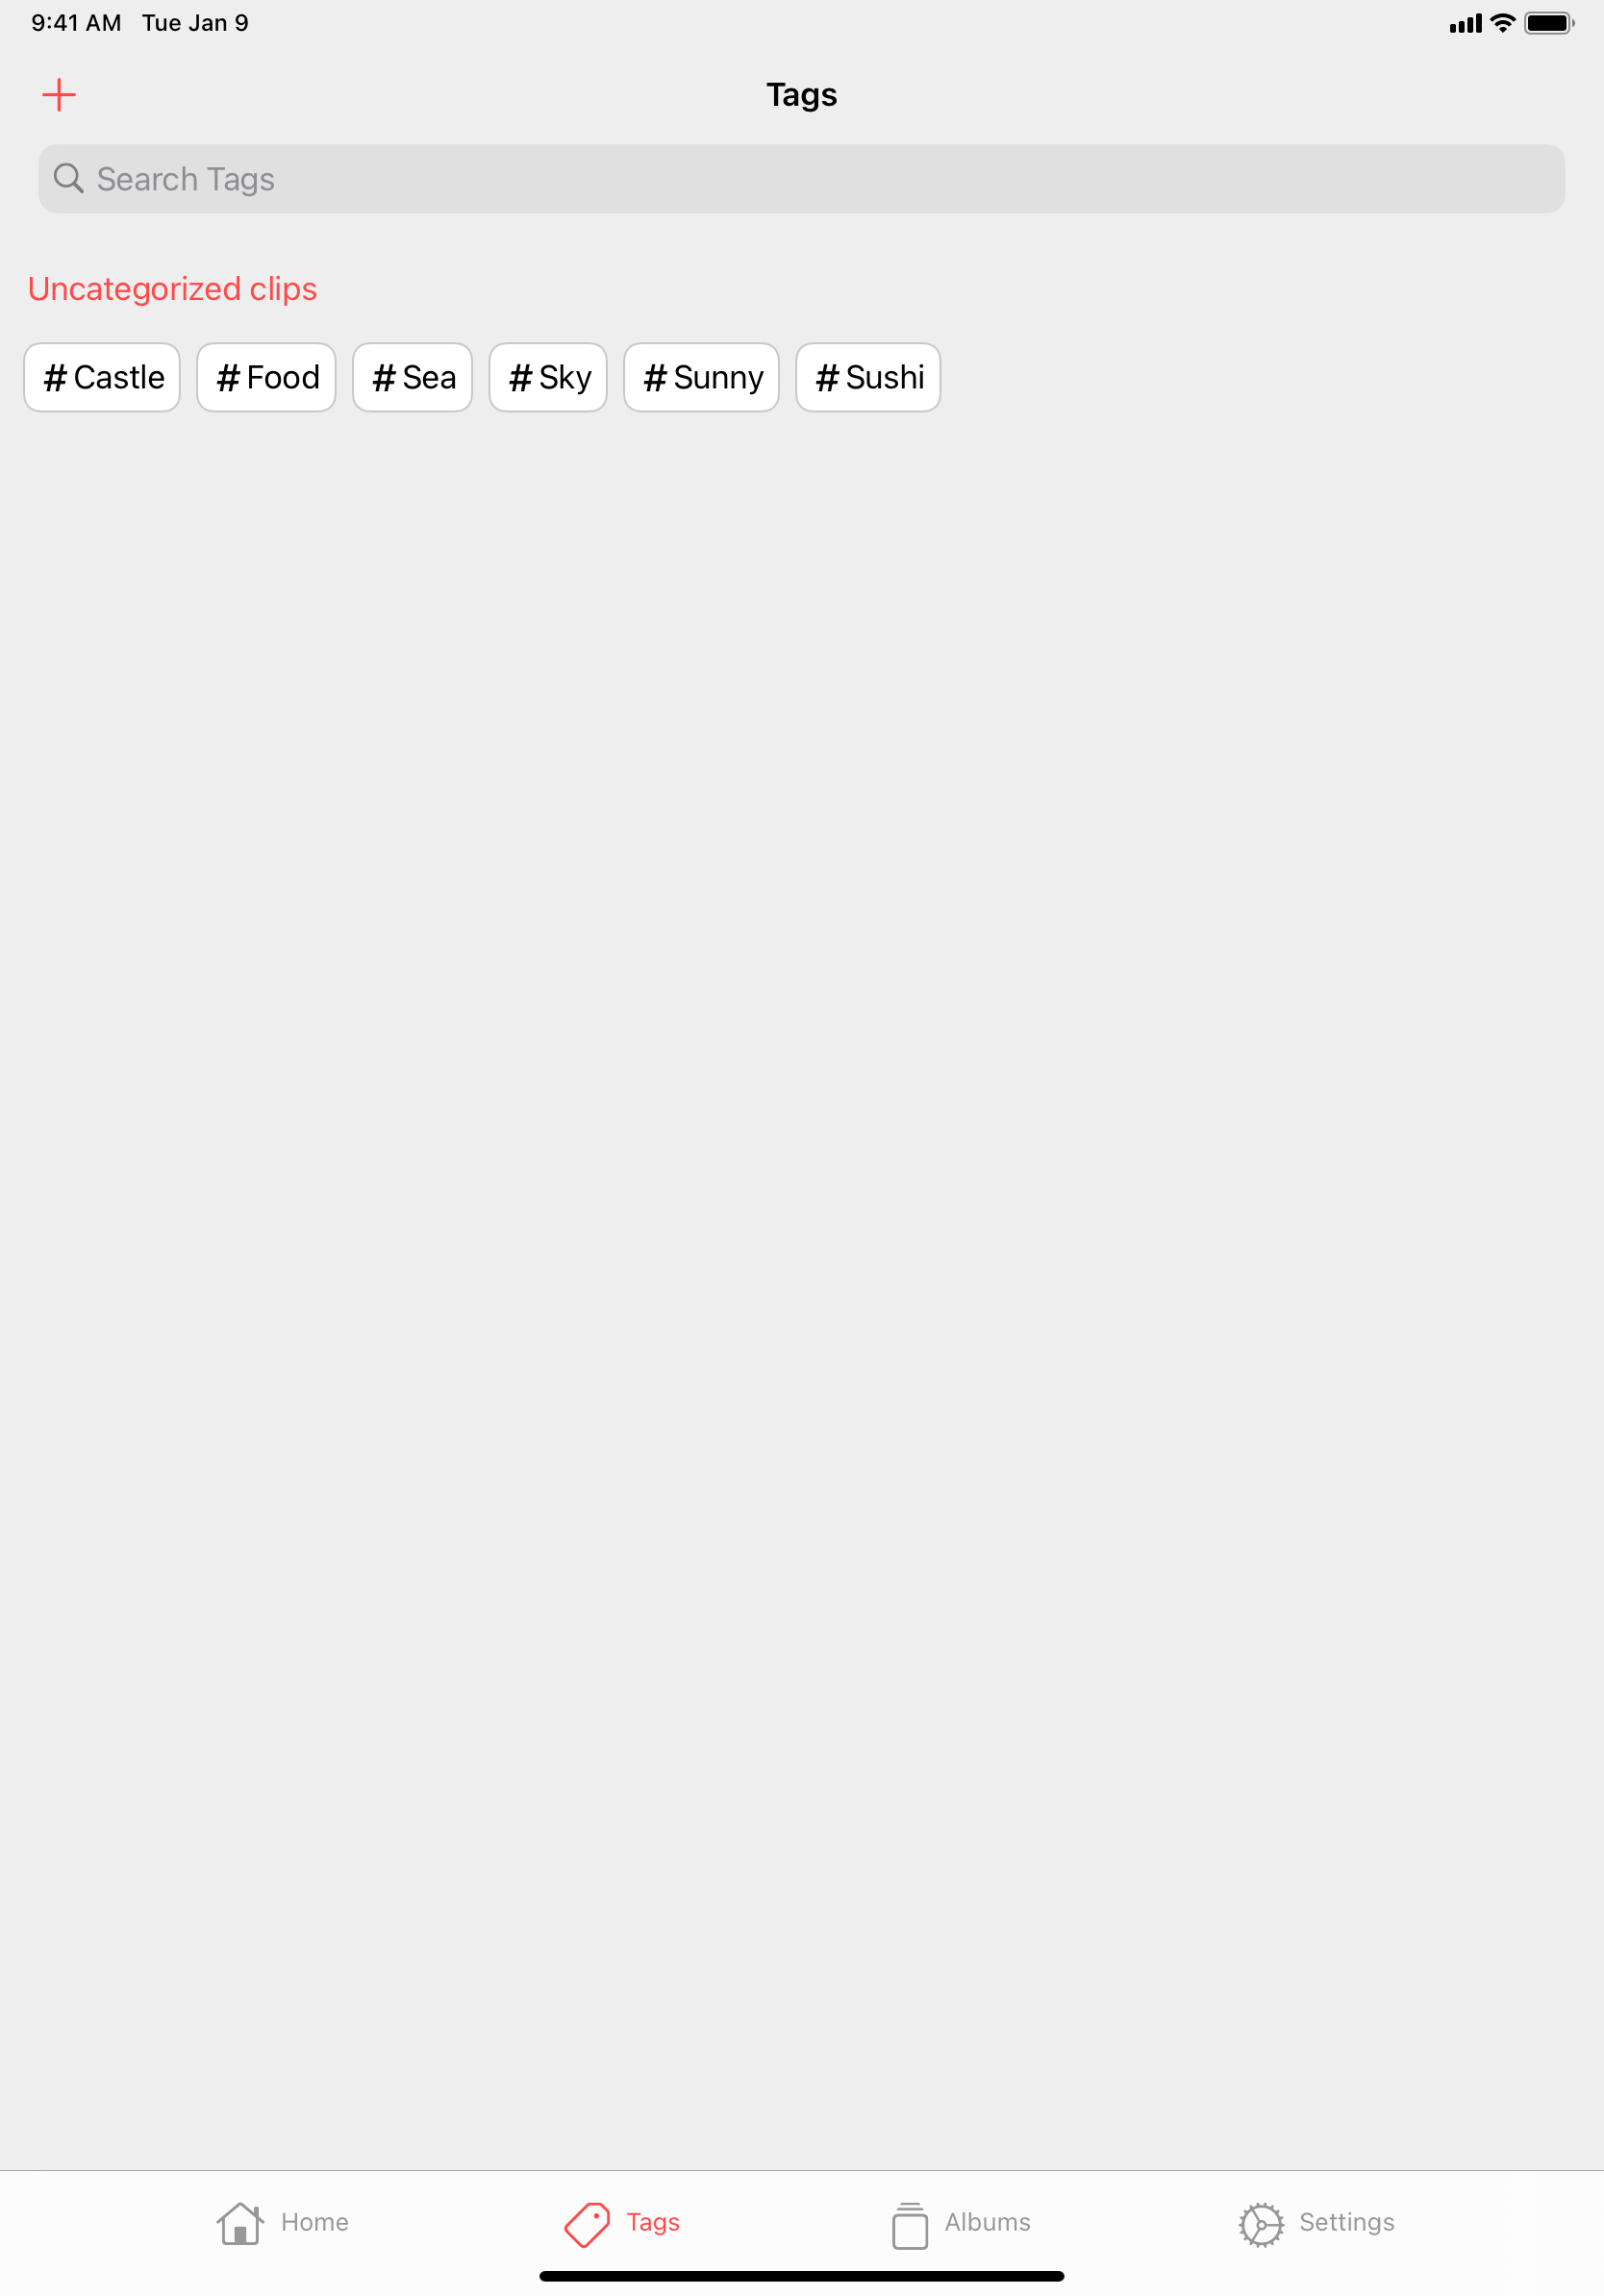 9:41 AM Tue Jan 9
Tags
Search Tags
Uncategorized clips
# Castle # Food # Sea # Sky # Sunny # Sushi
Home Tags Albums Settings